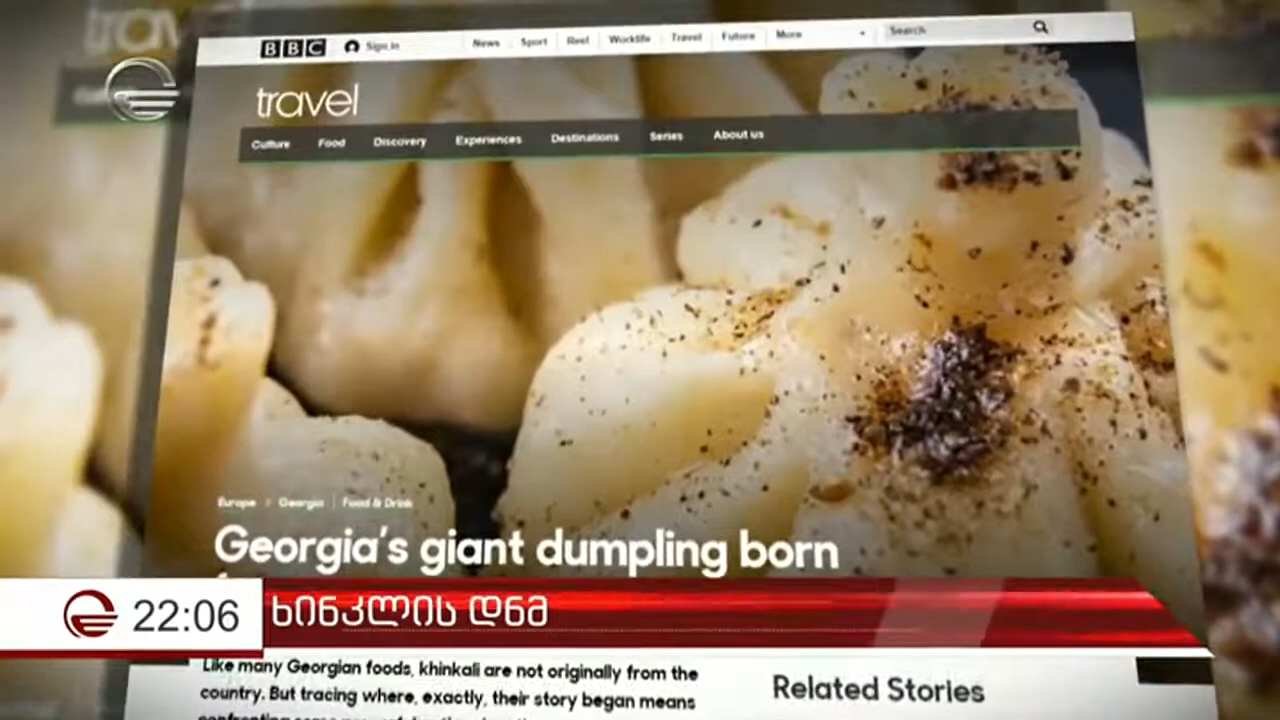 BBC Sign in News Sport Reel Worklife Travel Future More Search
travel
Culture Food Discovery Experiences Destinations Series About us
Europe Georgia Food & Drink
Georgia's giant dumpling born
22:06 ხინკლის დნმ
Like many Georgian foods, khinkali are not originally from the
country. But tracing where, exactly, their story began means
Related Stories